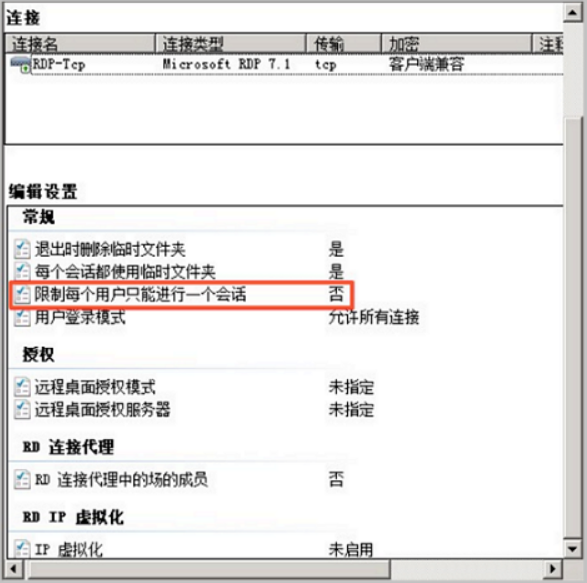 连接
连接名 连接类型 传输 加密 注释
RDP-Tcp Microsoft RDP 7.1 tcp 客户端兼容
编辑设置
常规
退出时删除临时文件夹 是
每个会话都使用临时文件夹 是
限制每个用户只能进行一个会话 否
用户登录模式 允许所有连接
授权
远程桌面授权模式 未指定
远程桌面授权服务器 未指定
RD 连接代理
RD 连接代理中的场的成员 否
RD IP 虚拟化
IP 虚拟化 未启用